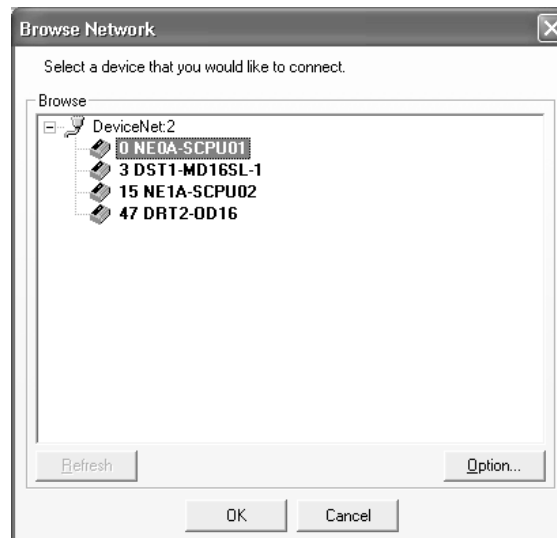 Browse Network
Select a device that you would like to connect.
Browse
DeviceNet:2
0 NE0A-SCPU01
3 DST1-MD16SL-1
15 NE1A-SCPU02
47 DRT2-OD16
Refresh
Option...
OK
Cancel